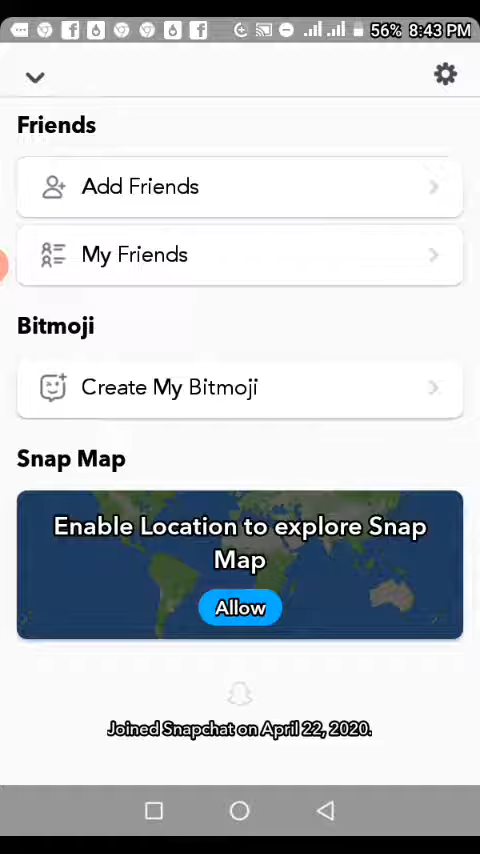 56% 8:43 PM
Friends
Add Friends
My Friends
Bitmoji
Create My Bitmoji
Snap Map
Enable Location to explore Snap
Map
Allow
Joined Snapchat on April 22, 2020.